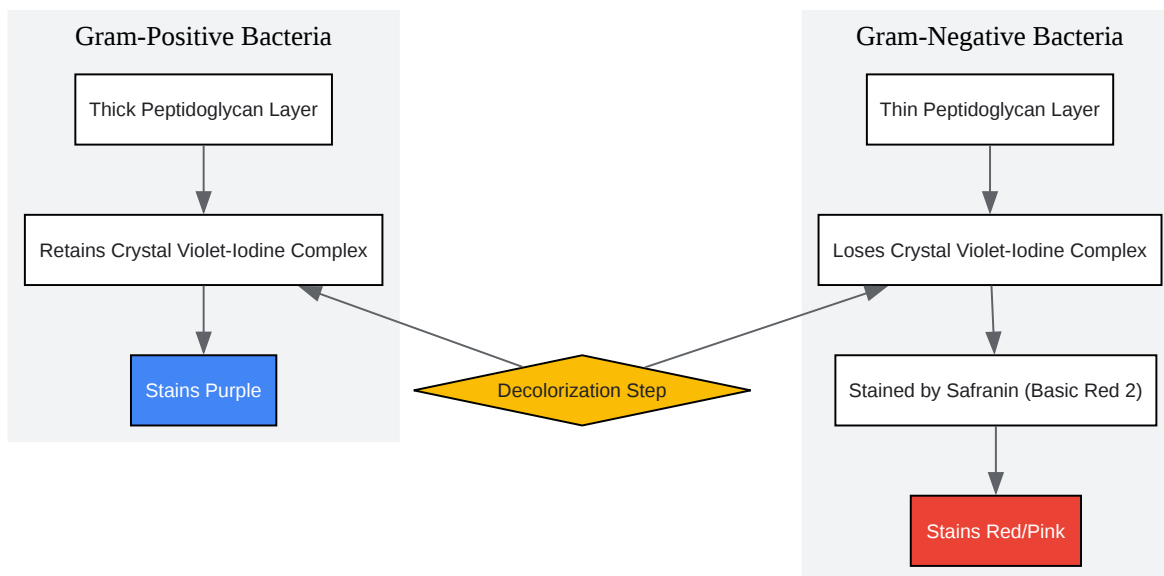 Gram-Positive Bacteria
Thick Peptidoglycan Layer
Retains Crystal Violet-Iodine Complex
Stains Purple
Decolorization Step
Gram-Negative Bacteria
Thin Peptidoglycan Layer
Loses Crystal Violet-Iodine Complex
Stained by Safranin (Basic Red 2)
Stains Red/Pink